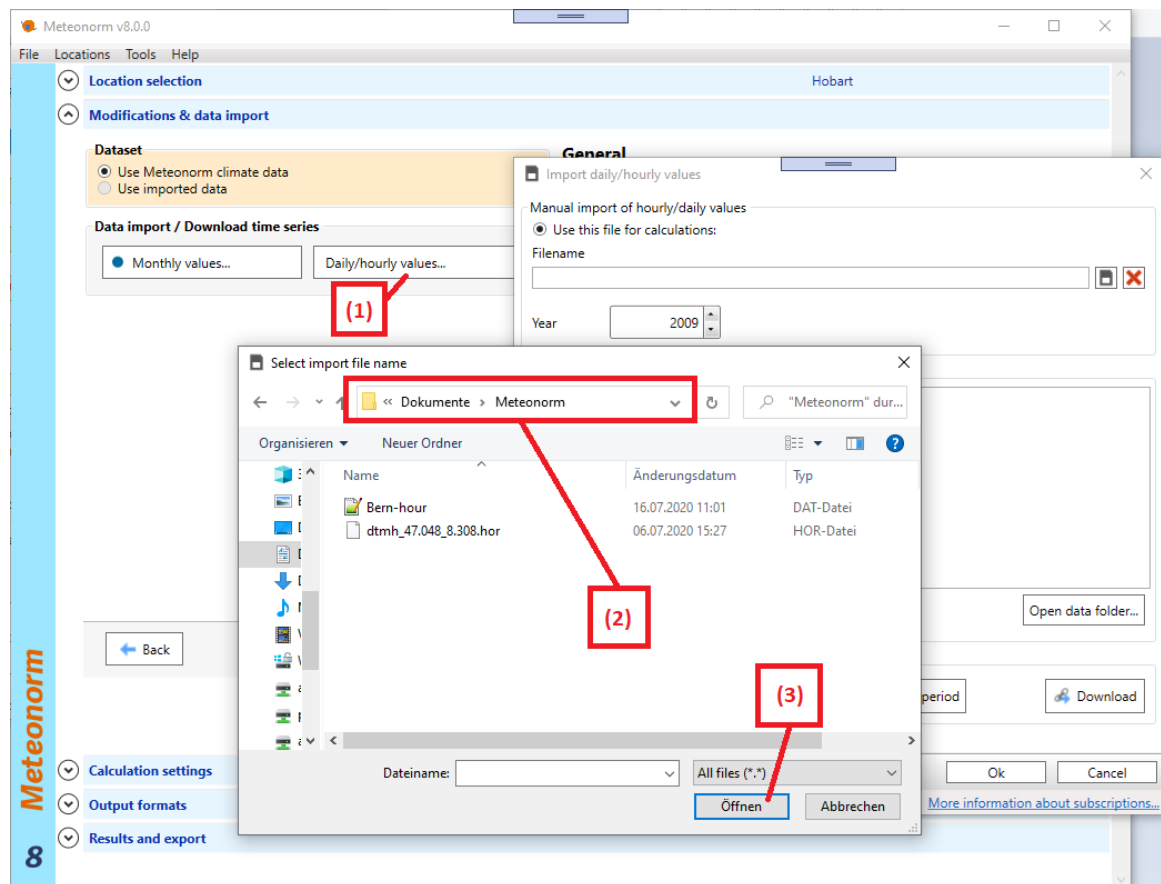 Meteonorm v8.0.0
File Locations Tools Help
Location selection Hobart
Modifications & data import
Dataset
Use Meteonorm climate data
Use imported data
General
Data import / Download time series
Monthly values... Daily/hourly values...
(1)
Import daily/hourly values
Manual import of hourly/daily values
Use this file for calculations:
Filename
Year 2009
Select import file name
« Dokumente › Meteonorm "Meteonorm" dur...
Organisieren Neuer Ordner
Name Änderungsdatum Typ
Bern-hour 16.07.2020 11:01 DAT-Datei
dtmh_47.048_8.308.hor 06.07.2020 15:27 HOR-Datei
(2)
(3)
Dateiname: All files (*.*)
Öffnen Abbrechen
Open data folder...
period Download
Ok Cancel
More information about subscriptions...
Back
Calculation settings
Output formats
Results and export
Meteonorm
8